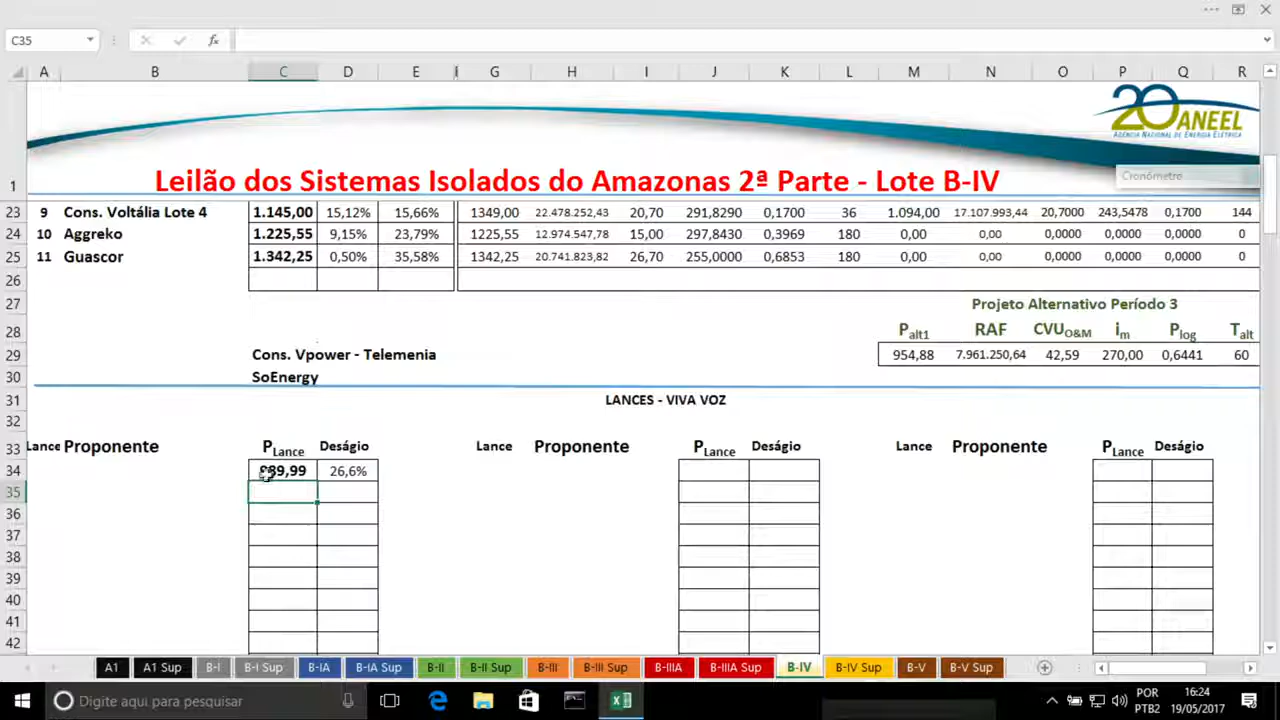 C35
A B C D E G H I J K L M N O P Q R
20 ANEEL
AGÊNCIA NACIONAL DE ENERGIA ELÉTRICA
Cronómetro
1 Leilão dos Sistemas Isolados do Amazonas 2ª Parte - Lote B-IV
23 9 Cons. Voltália Lote 4 1.145,00 15,12% 15,66% 1349,00 22.478.252,43 20,70 291,8290 0,1700 36 1.094,00 17.107.993,44 20,7000 243,5478 0,1700 144
24 10 Aggreko 1.225,55 9,15% 23,79% 1225,55 12.974.547,78 15,00 297,8430 0,3969 180 0,00 0,00 0,0000 0,0000 0,0000 0
25 11 Guascor 1.342,25 0,50% 35,58% 1342,25 20.741.823,82 26,70 255,0000 0,6853 180 0,00 0,00 0,0000 0,0000 0,0000 0
26
27 Projeto Alternativo Período 3
28 Palt1 RAF CVUO&M im Plog Talt
29 Cons. Vpower - Telemenia 954,88 7.961.250,64 42,59 270,00 0,6441 60
30 SoEnergy
31 LANCES - VIVA VOZ
32
33 Lance Proponente PLance Deságio Lance Proponente PLance Deságio Lance Proponente PLance Deságio
34 26,6%
35
36
37
38
39
40
41
42
A1 A1 Sup B-I B-I Sup B-IA B-IA Sup B-II B-II Sup B-III B-III Sup B-IIIA B-IIIA Sup B-IV B-IV Sup B-V B-V Sup
Digite aqui para pesquisar
POR 16:24
PTB2 19/05/2017